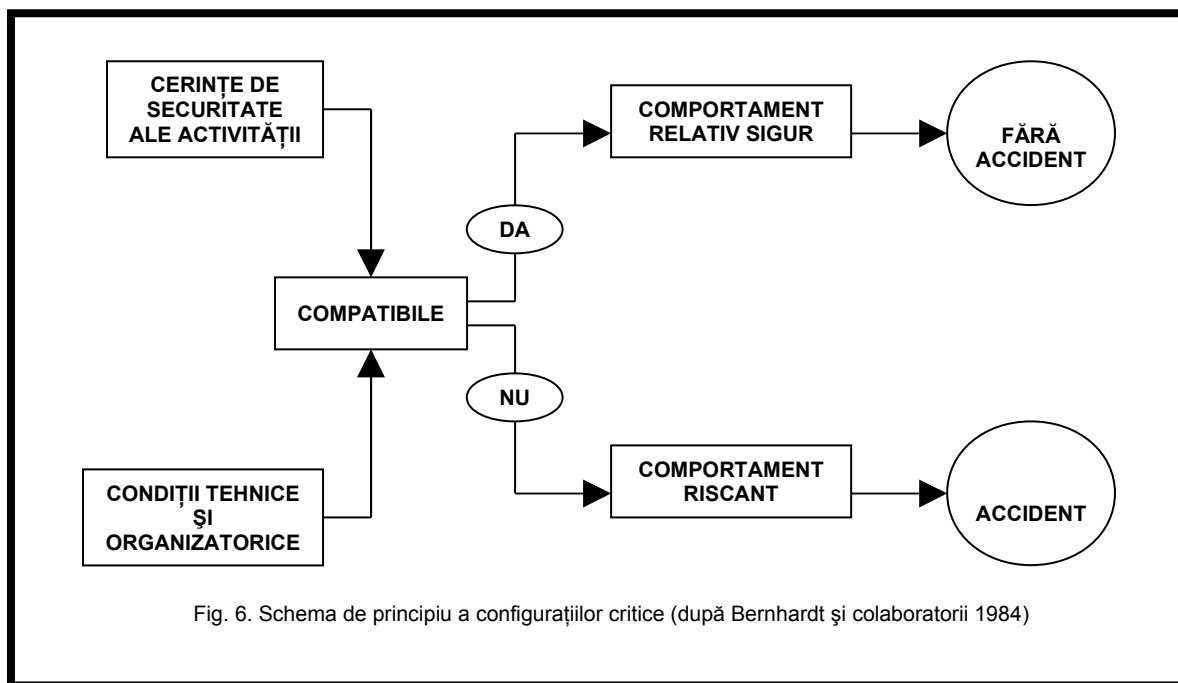 CERINȚE DE
SECURITATE
ALE ACTIVITĂȚII
COMPORTAMENT
RELATIV SIGUR
FĂRĂ
ACCIDENT
DA
COMPATIBILE
NU
CONDIȚII TEHNICE
ŞI
ORGANIZATORICE
COMPORTAMENT
RISCANT
ACCIDENT
Fig. 6. Schema de principiu a configurațiilor critice (după Bernhardt şi colaboratorii 1984)